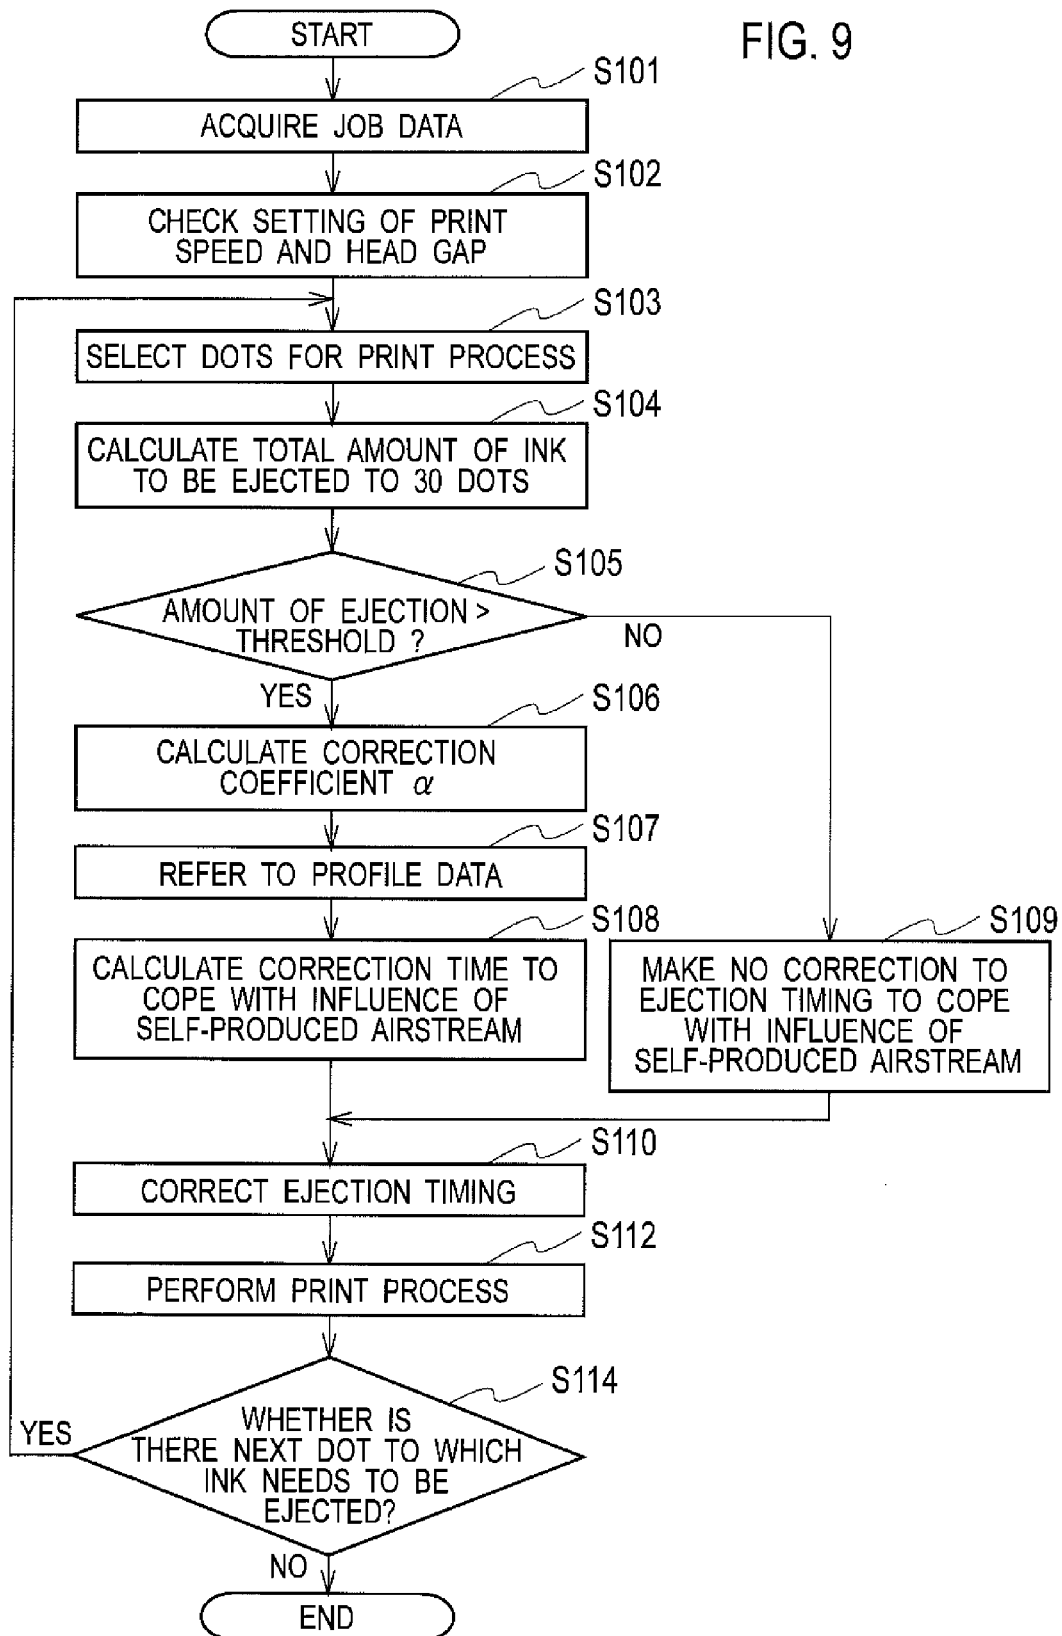 START
FIG. 9
S101
ACQUIRE JOB DATA
S102
CHECK SETTING OF PRINT
SPEED AND HEAD GAP
S103
SELECT DOTS FOR PRINT PROCESS
S104
CALCULATE TOTAL AMOUNT OF INK
TO BE EJECTED TO 30 DOTS
S105
AMOUNT OF EJECTION >
THRESHOLD ?
NO
YES
S106
CALCULATE CORRECTION
COEFFICIENT α
S107
REFER TO PROFILE DATA
S108
CALCULATE CORRECTION TIME TO
COPE WITH INFLUENCE OF
SELF-PRODUCED AIRSTREAM
S109
MAKE NO CORRECTION TO
EJECTION TIMING TO COPE
WITH INFLUENCE OF
SELF-PRODUCED AIRSTREAM
S110
CORRECT EJECTION TIMING
S112
PERFORM PRINT PROCESS
S114
WHETHER IS
THERE NEXT DOT TO WHICH
INK NEEDS TO BE
EJECTED?
YES
NO
END